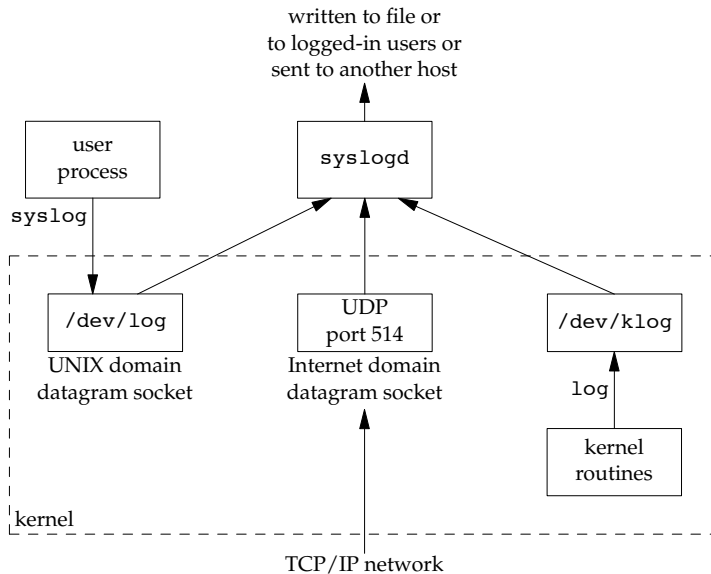 written to file or
to logged-in users or
sent to another host
user
process
syslogd
syslog
/dev/log
UDP
port 514
/dev/klog
UNIX domain
datagram socket
Internet domain
datagram socket
log
kernel
routines
kernel
TCP/IP network